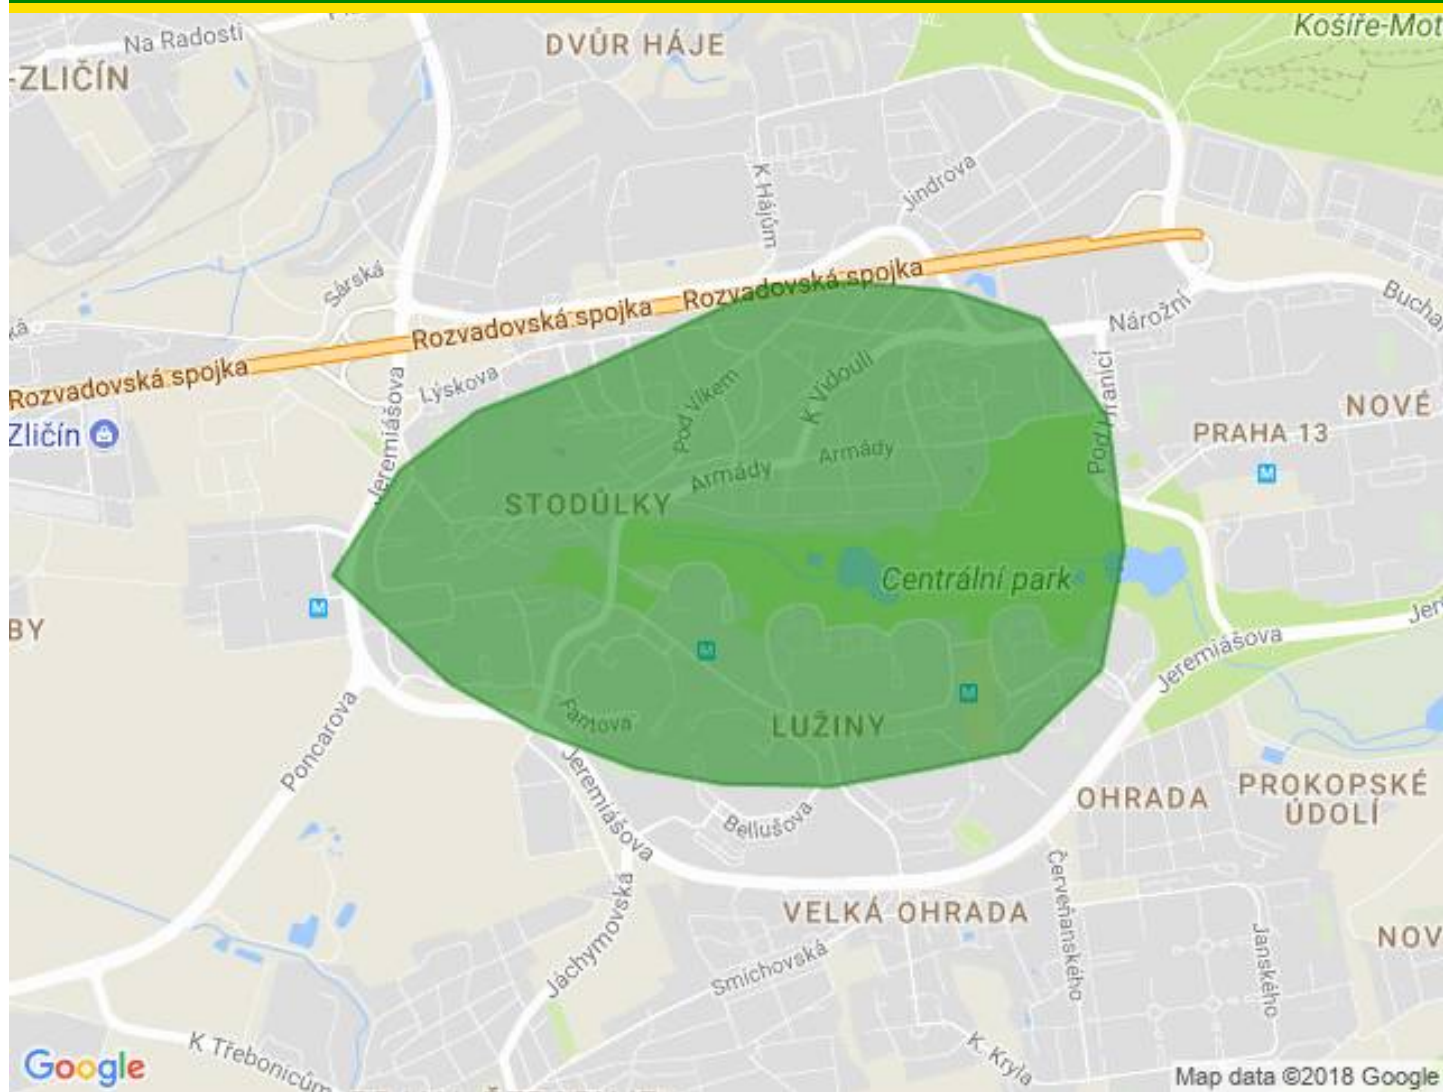 Košíře-Mot
Na Radosti
DVŮR HÁJE
-ZLIČÍN
K Hájům
Jindrova
Sárská
Rozvadovská spojka
Rozvadovská spojka
Rozvadovská spojka
Nárožní
Bucha
ká
Lýskova
Jeremiášova
Pod Vlkem
K Vidouli
Pod Hranicí
NOVÉ
Zličín
PRAHA 13
M
Armády
Armády
STODŮLKY
Centrální park
M
BY
M
M
Jer
Jeremiášova
Poncarova
Fantova
LUŽINY
Jeremiášova
Bellušova
OHRADA
PROKOPSKÉ
ÚDOLÍ
Jáchymovská
VELKÁ OHRADA
Červeňanského
Janského
NOV
Smíchovská
K Třebonicům
K. Kryla
Google
Map data ©2018 Google